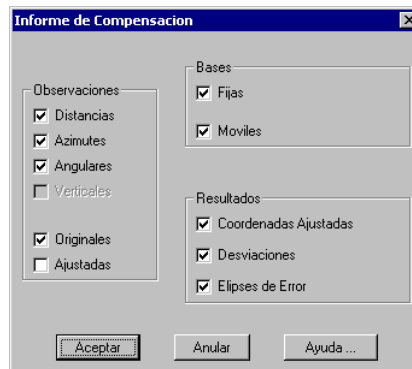 Informe de Compensacion
Observaciones
Distancias
Azimutes
Angulares
Verticales
Originales
Ajustadas
Bases
Fijas
Moviles
Resultados
Coordenadas Ajustadas
Desviaciones
Elipses de Error
Aceptar
Anular
Ayuda ...